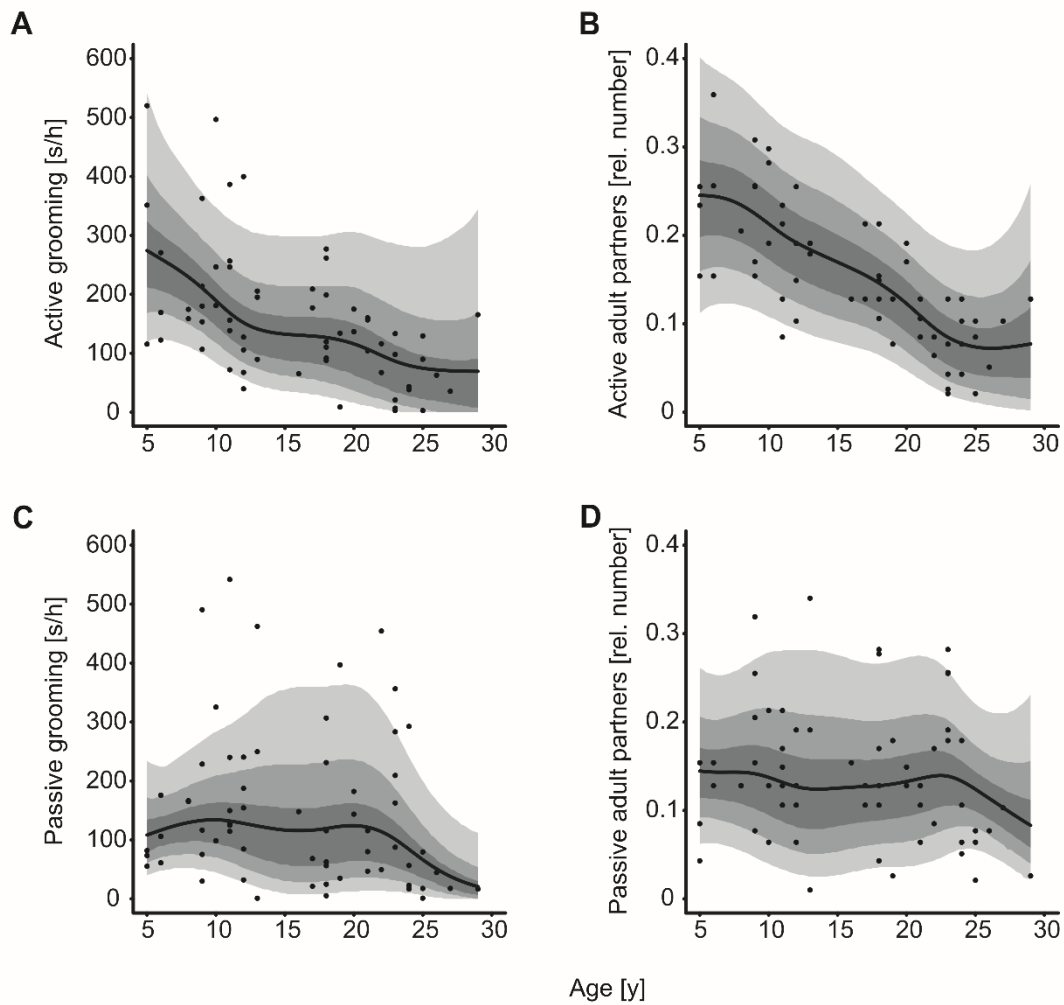 A
Active grooming [s/h]
600
500
400
300
200
100
0
5 10 15 20 25 30
B
Active adult partners [rel. number]
0.4
0.3
0.2
0.1
0
5 10 15 20 25 30
C
Passive grooming [s/h]
600
500
400
300
200
100
0
5 10 15 20 25 30
D
Passive adult partners [rel. number]
0.4
0.3
0.2
0.1
0
5 10 15 20 25 30
Age [y]